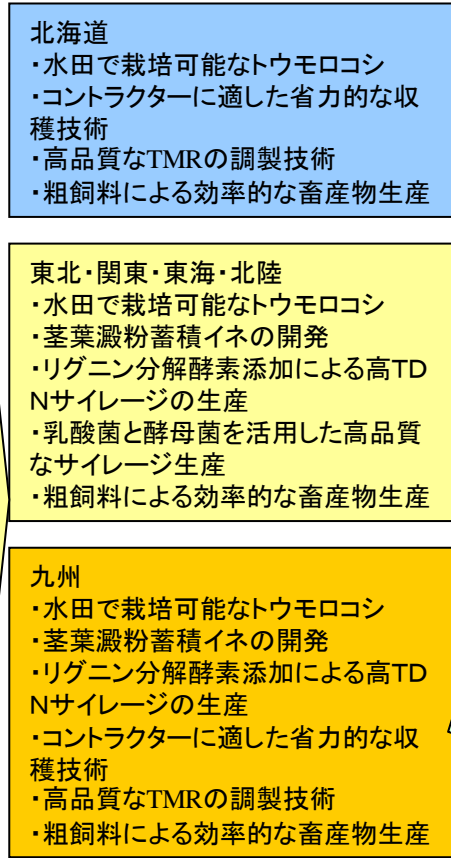 北海道
・水田で栽培可能なトウモロコシ
・コントラクターに適した省力的な収
穫技術
・高品質なTMRの調製技術
・粗飼料による効率的な畜産物生産
東北・関東・東海・北陸
・水田で栽培可能なトウモロコシ
・茎葉澱粉蓄積イネの開発
・リグニン分解酵素添加による高TD
Nサイレージの生産
・乳酸菌と酵母菌を活用した高品質
なサイレージ生産
・粗飼料による効率的な畜産物生産
九州
・水田で栽培可能なトウモロコシ
・茎葉澱粉蓄積イネの開発
・リグニン分解酵素添加による高TD
Nサイレージの生産
・コントラクターに適した省力的な収
穫技術
・高品質なTMRの調製技術
・粗飼料による効率的な畜産物生産